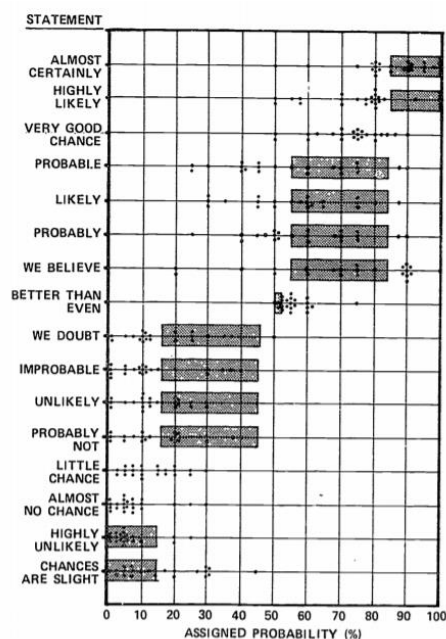 STATEMENT
ALMOST
CERTAINLY
HIGHLY
LIKELY
VERY GOOD
CHANCE
PROBABLE
LIKELY
PROBABLY
WE BELIEVE
BETTER THAN
EVEN
WE DOUBT
IMPROBABLE
UNLIKELY
PROBABLY
NOT
LITTLE
CHANCE
ALMOST
NO CHANCE
HIGHLY
UNLIKELY
CHANCES
ARE SLIGHT
0 10 20 30 40 50 60 70 80 90 100
ASSIGNED PROBABILITY (%)